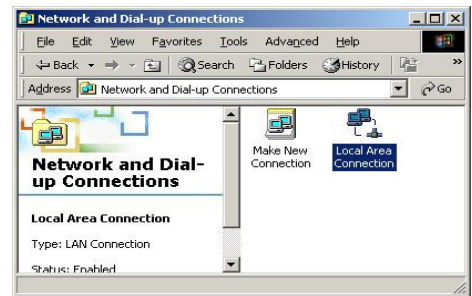 Network and Dial-up Connections
File Edit View Favorites Tools Advanced Help
Back Search Folders History »
Address Network and Dial-up Connections Go
Network and Dial-
up Connections
Local Area Connection
Type: LAN Connection
Status: Enabled
Make New
Connection
Local Area
Connection